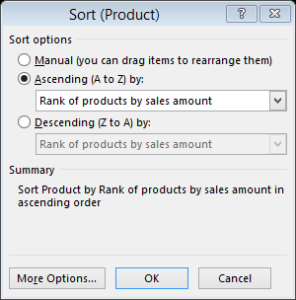 Sort (Product)
Sort options
Manual (you can drag items to rearrange them)
Ascending (A to Z) by:
Rank of products by sales amount
Descending (Z to A) by:
Rank of products by sales amount
Summary
Sort Product by Rank of products by sales amount in
ascending order
More Options... OK Cancel